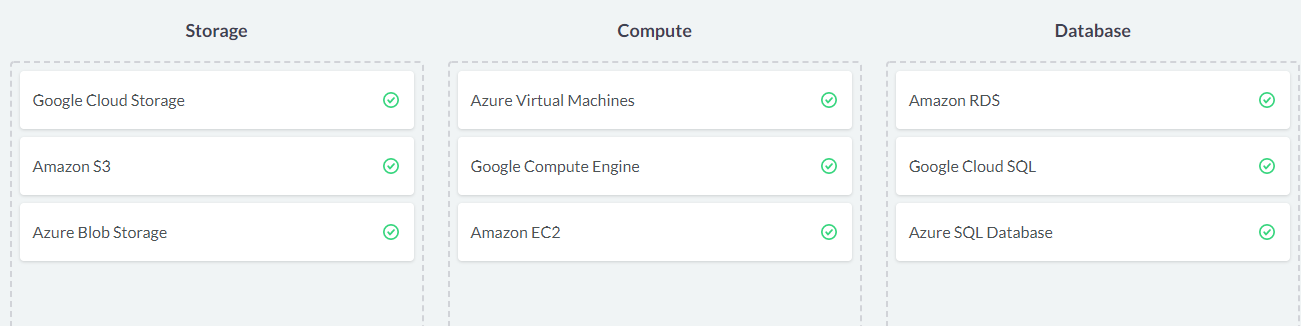 Storage
Google Cloud Storage
Amazon S3
Azure Blob Storage
Compute
Azure Virtual Machines
Google Compute Engine
Amazon EC2
Database
Amazon RDS
Google Cloud SQL
Azure SQL Database